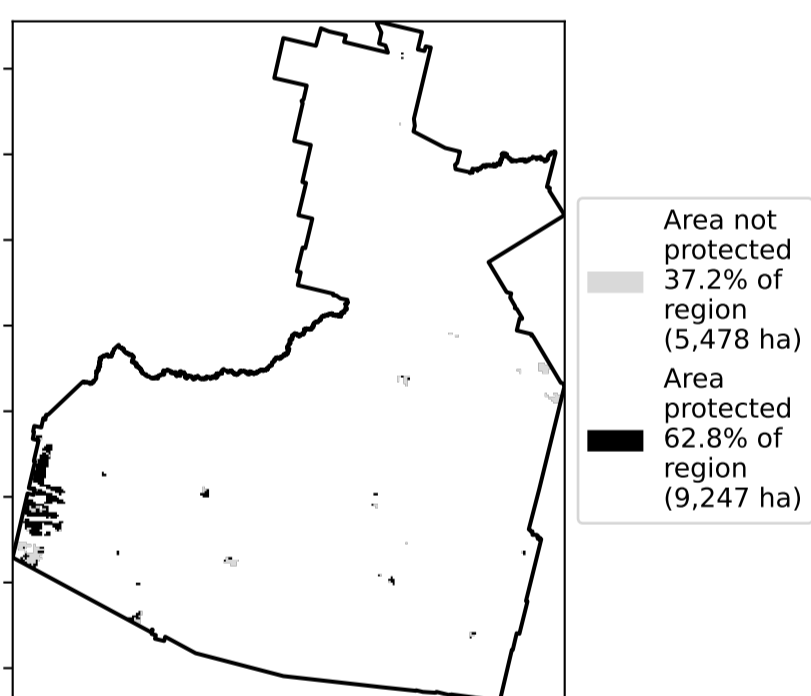 Area not
protected
37.2% of
region
(5,478 ha)
Area
protected
62.8% of
region
(9,247 ha)